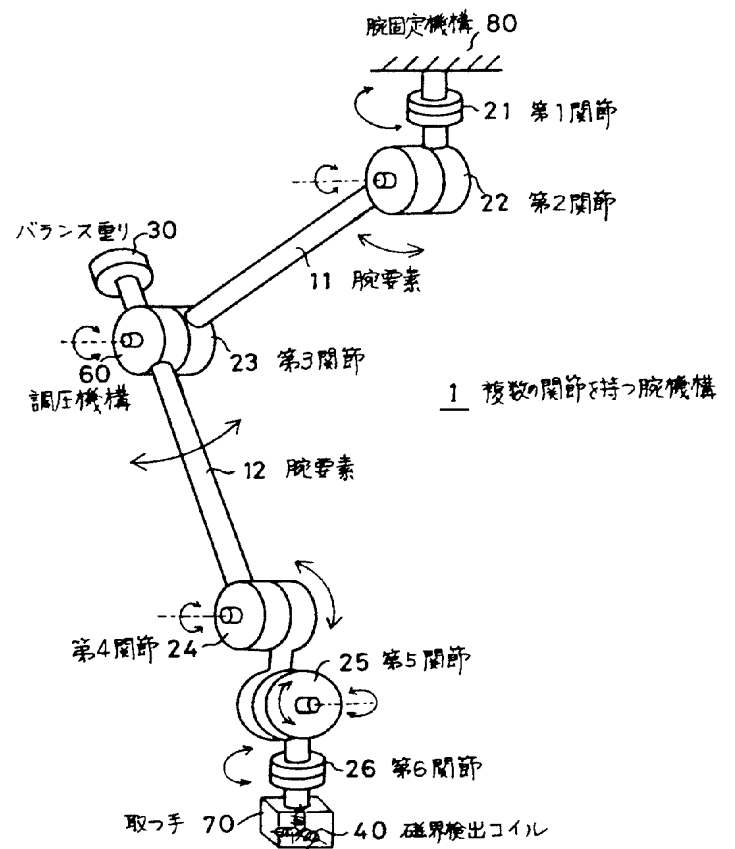 腕固定機構 80
21 第1関節
22 第2関節
バランス重り 30
11 腕要素
23 第3関節
60
調圧機構
1 複数の関節を持つ腕機構
12 腕要素
第4関節 24
25 第5関節
26 第6関節
取っ手 70
40 磁界検出コイル